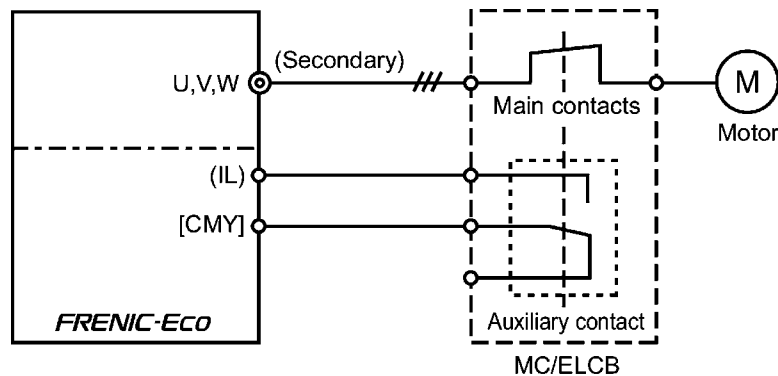 (Secondary)
U,V,W
M
Main contacts
Motor
(IL)
[CMY]
FRENIC-Eco
Auxiliary contact
MC/ELCB